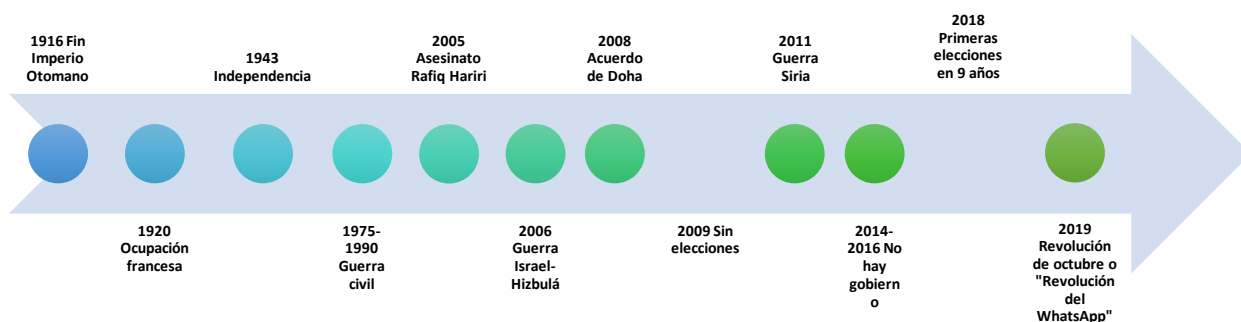 1916 Fin
Imperio
Otomano
1920
Ocupación
francesa
1943
Independencia
1975-
1990
Guerra
civil
2005
Asesinato
Rafiq Hariri
2006
Guerra
Israel-
Hizbulá
2008
Acuerdo
de Doha
2009 Sin
elecciones
2011
Guerra
Siria
2014-
2016 No
hay
gobiern
o
2018
Primeras
elecciones
en 9 años
2019
Revolución
de octubre o
"Revolución
del
WhatsApp"